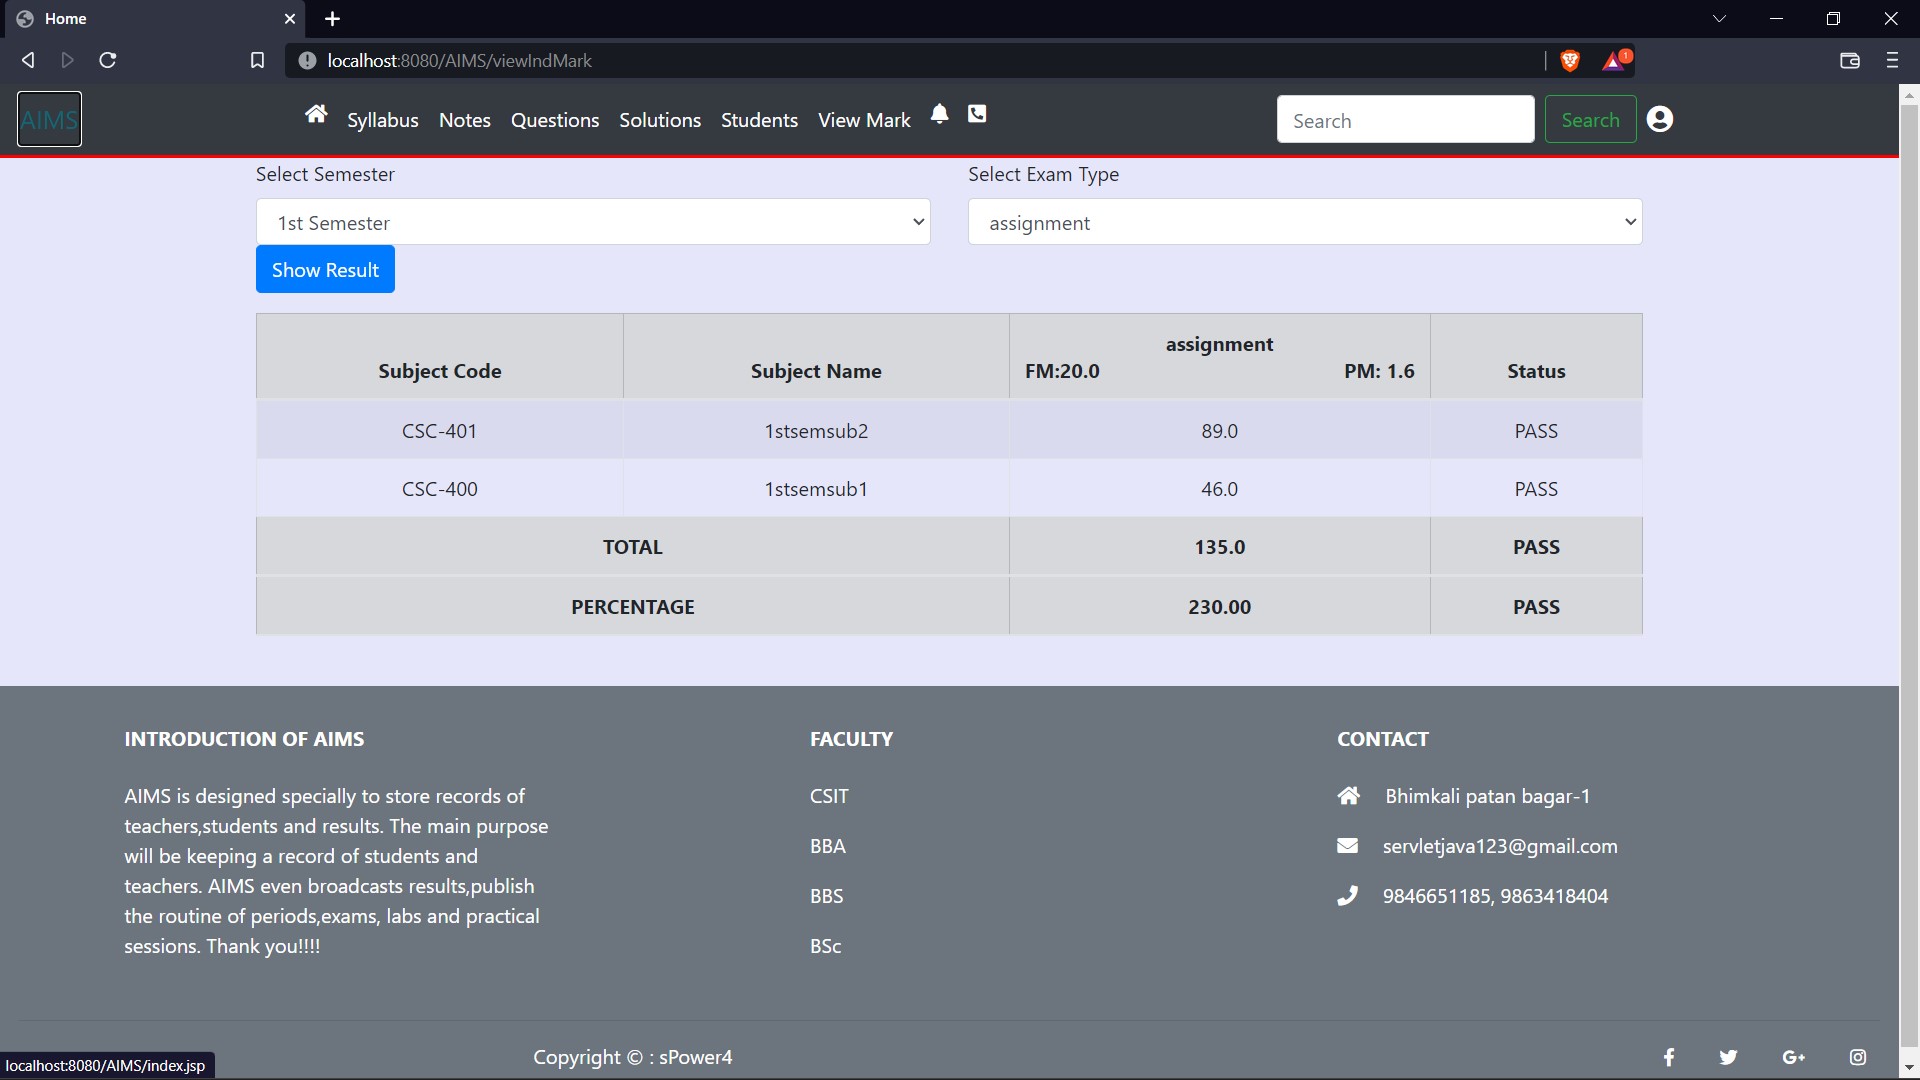 Home
localhost:8080/AIMS/viewIndMark
1
AIMS
Syllabus Notes Questions Solutions Students View Mark
Search
Search
Select Semester
Select Exam Type
1st Semester
assignment
Show Result
Subject Code
Subject Name
assignment
FM:20.0 PM: 1.6
Status
CSC-401 1stsemsub2 89.0 PASS
CSC-400 1stsemsub1 46.0 PASS
TOTAL 135.0 PASS
PERCENTAGE 230.00 PASS
INTRODUCTION OF AIMS
AIMS is designed specially to store records of
teachers,students and results. The main purpose
will be keeping a record of students and
teachers. AIMS even broadcasts results,publish
the routine of periods,exams, labs and practical
sessions. Thank you!!!!
FACULTY
CSIT
BBA
BBS
BSc
CONTACT
Bhimkali patan bagar-1
servletjava123@gmail.com
9846651185, 9863418404
Copyright © : sPower4
localhost:8080/AIMS/index.jsp